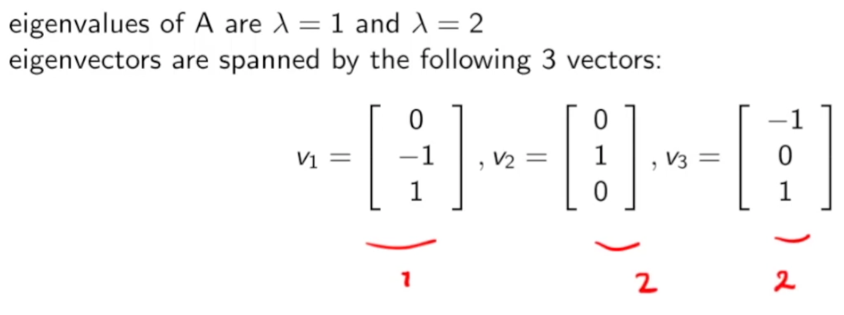 eigenvalues of A are λ = 1 and λ = 2
eigenvectors are spanned by the following 3 vectors:
v₁ = [ 0 −1 1 ], v₂ = [ 0 1 0 ], v₃ = [ −1 0 1 ]
1 2 2